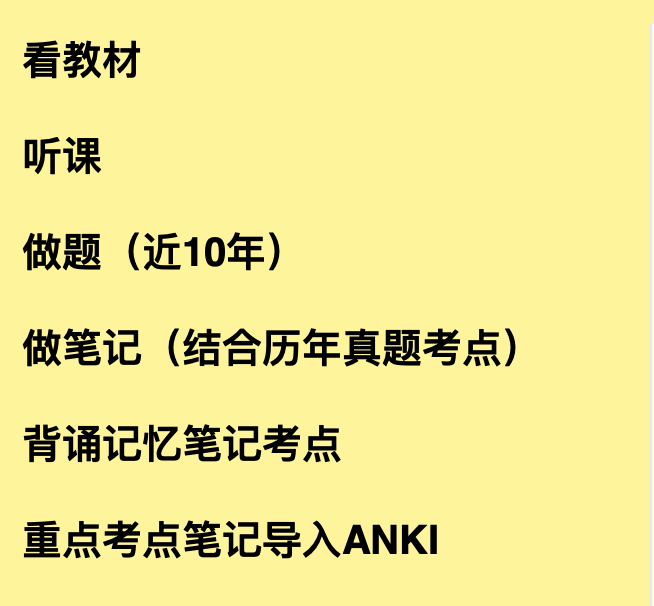 看教材
听课
做题（近10年）
做笔记（结合历年真题考点）
背诵记忆笔记考点
重点考点笔记导入ANKI